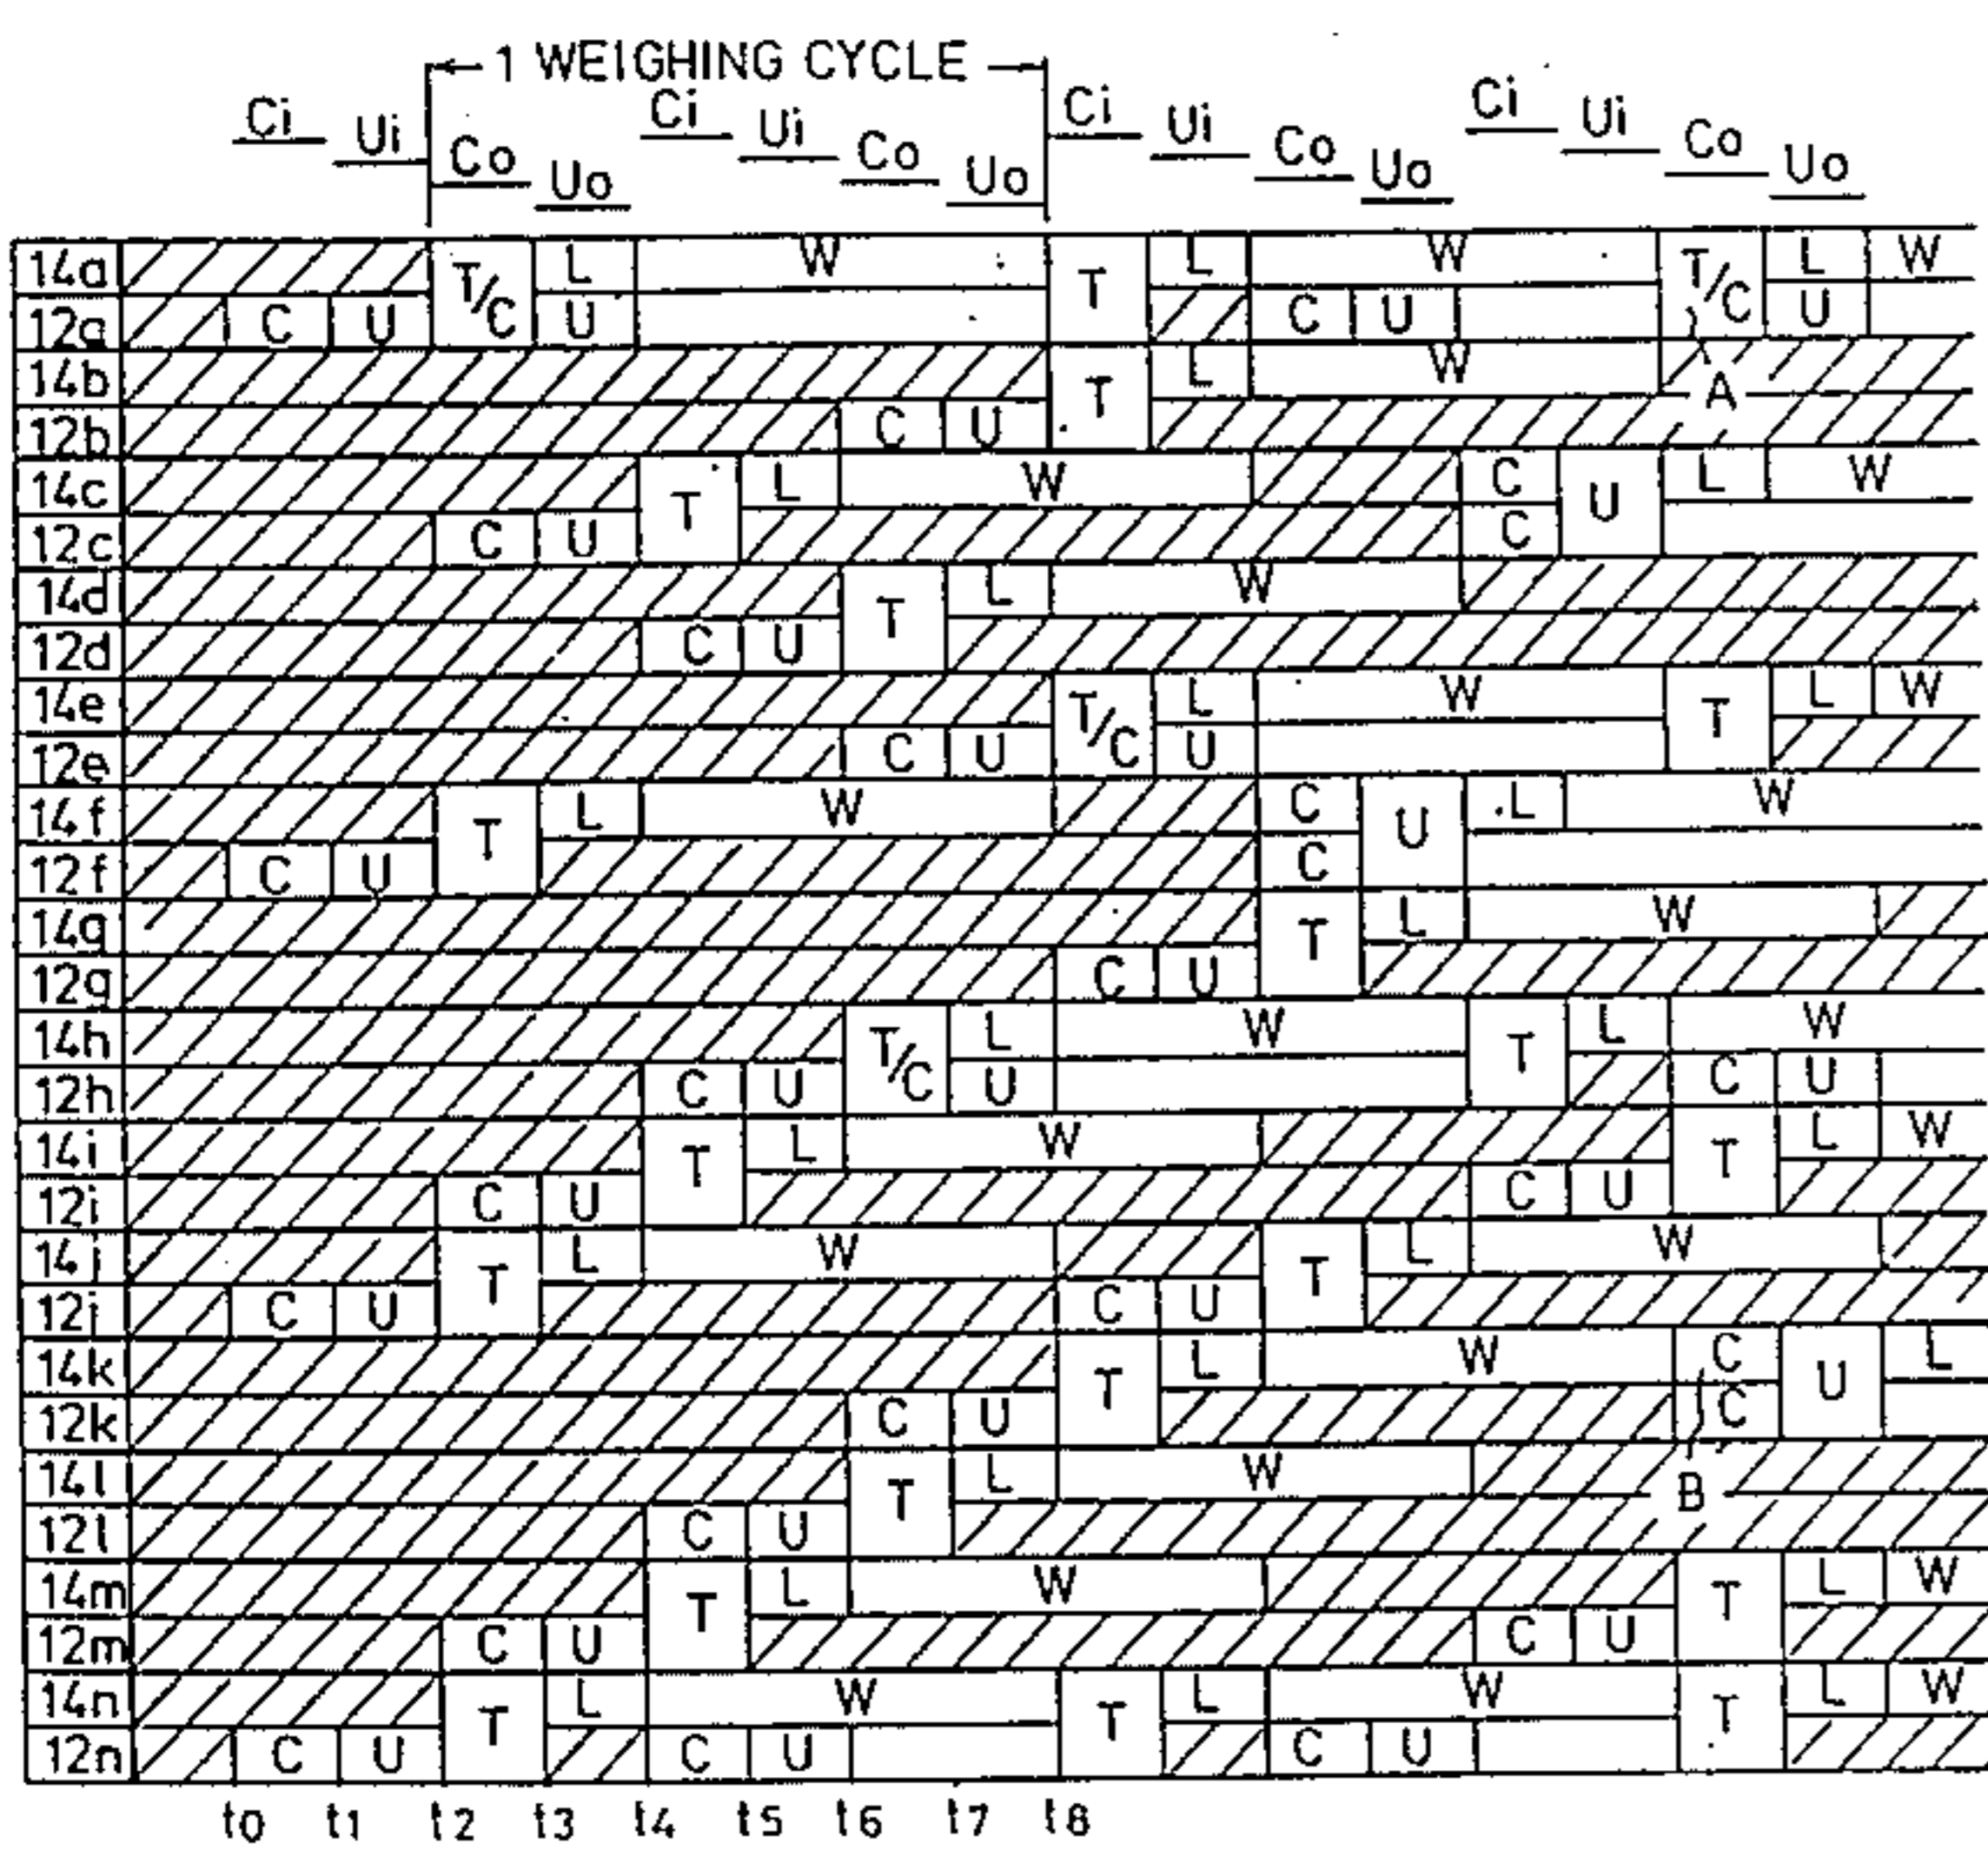 1 WEIGHING CYCLE
Ci Ui Co Uo Ci Ui Co Uo Ci Ui Co Uo Ci Ui Co Uo
14a T/C L W T L W T/C L W
12a C U U C U U
14b T L W A
12b C U
14c T L W C U L W
12c C U C
14d T L W
12d C U
14e T/C L W T L W
12e C U U
14f T L W C U L W
12f C U C
14g T L W
12g C U
14h T/C L W T L W
12h C U U C U
14i T L W T L W
12i C U C U
14j T L W T L W
12j C U C U
14k T L W C U L
12k C U C
14l T L W B
12l C U
14m T L W T L W
12m C U C U
14n T L W T L W T L W
12n C U C U C U
t0 t1 t2 t3 t4 t5 t6 t7 t8